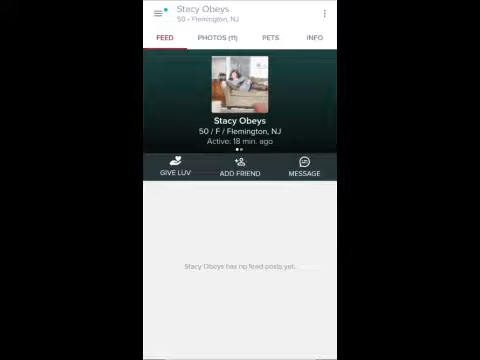 Stacy Obeys
50 • Flemington, NJ
FEED PHOTOS (11) PETS INFO
Stacy Obeys
50 / F / Flemington, NJ
Active: 18 min. ago
GIVE LUV ADD FRIEND MESSAGE
Stacy Obeys has no feed posts yet.